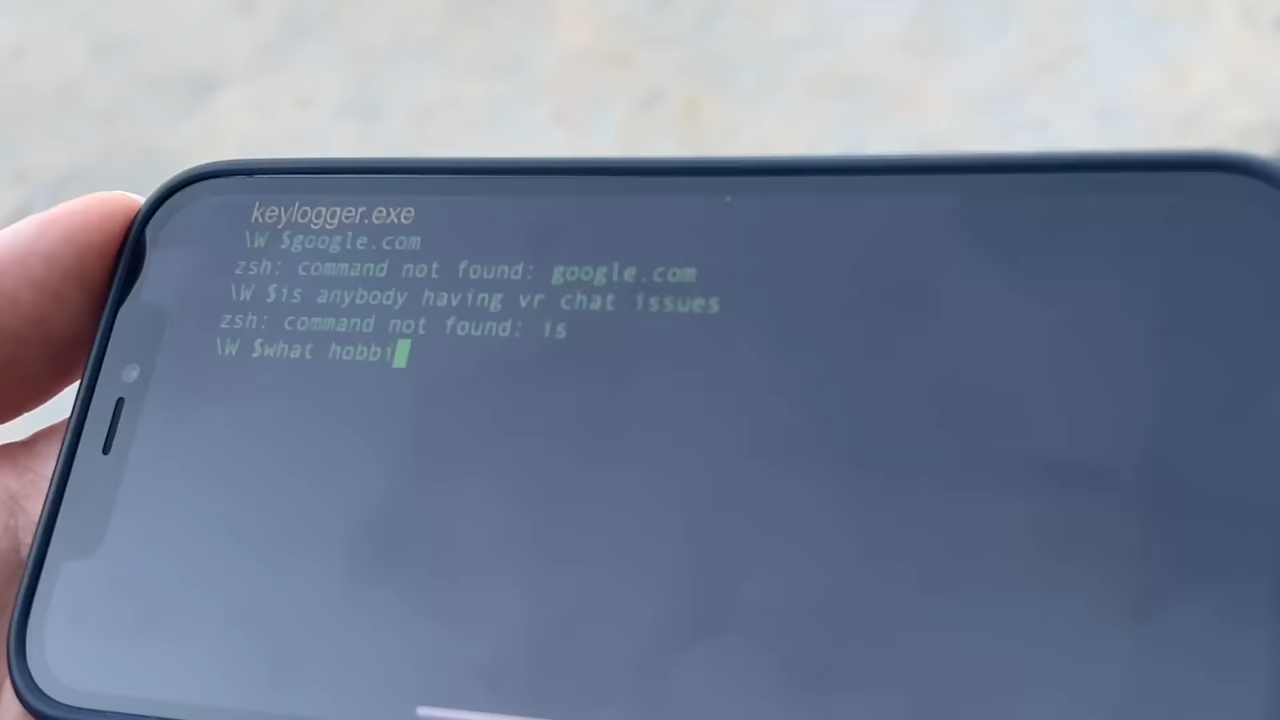 keylogger.exe
\W $google.com
zsh: command not found: google.com
\W $is anybody having vr chat issues
zsh: command not found: is
\W $what hobbi